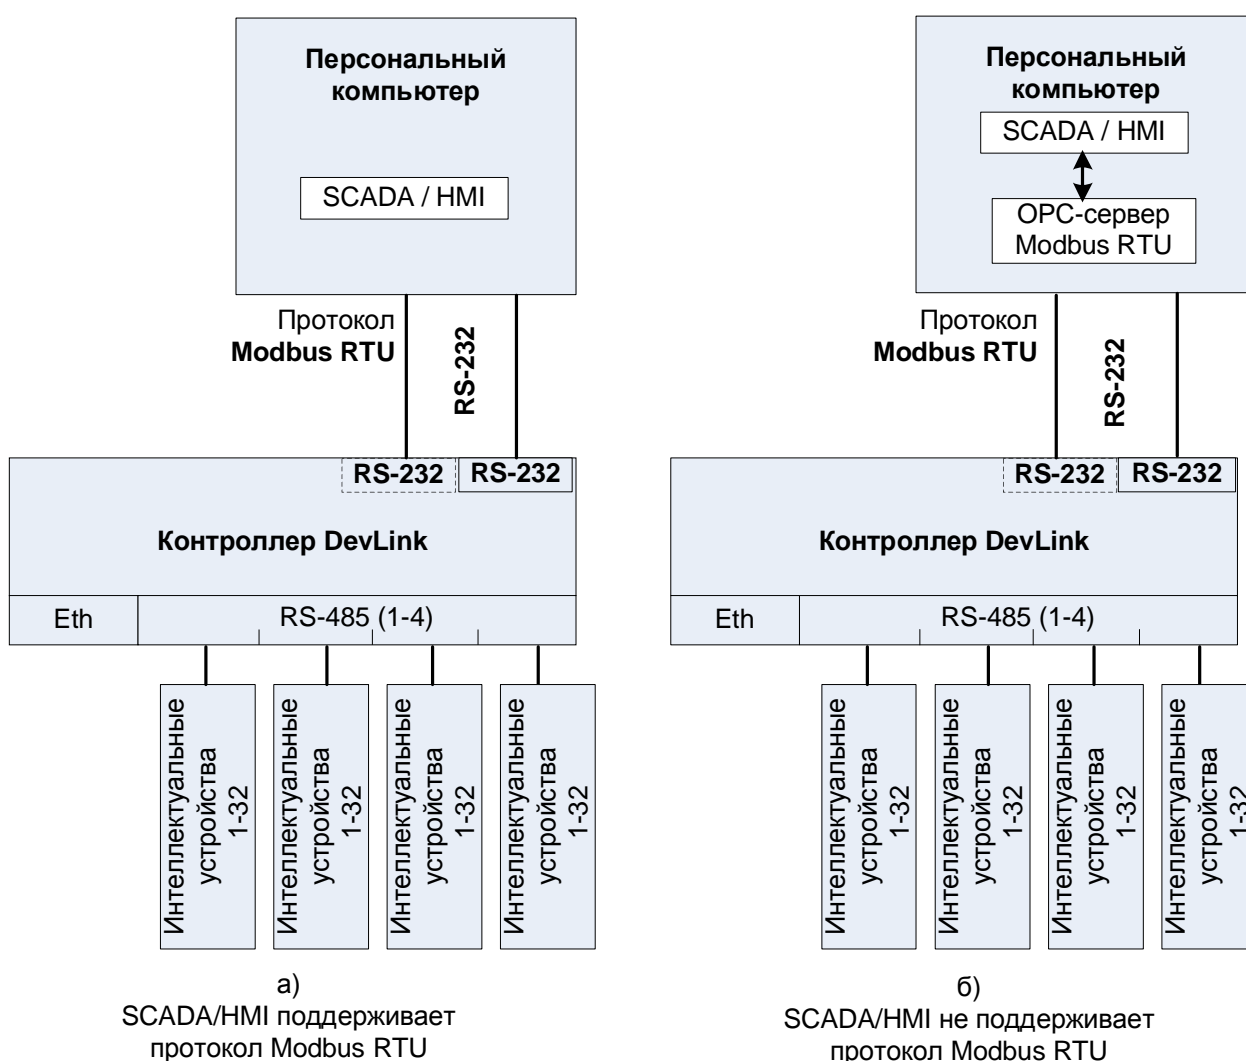 Персональный
компьютер
SCADA / HMI
Протокол
Modbus RTU
RS-232
RS-232
RS-232
Контроллер DevLink
Eth
RS-485 (1-4)
Интеллектуальные
устройства
1-32
Интеллектуальные
устройства
1-32
Интеллектуальные
устройства
1-32
Интеллектуальные
устройства
1-32
а)
SCADA/HMI поддерживает
протокол Modbus RTU
Персональный
компьютер
SCADA / HMI
OPC-сервер
Modbus RTU
Протокол
Modbus RTU
RS-232
RS-232
RS-232
Контроллер DevLink
Eth
RS-485 (1-4)
Интеллектуальные
устройства
1-32
Интеллектуальные
устройства
1-32
Интеллектуальные
устройства
1-32
Интеллектуальные
устройства
1-32
б)
SCADA/HMI не поддерживает
протокол Modbus RTU